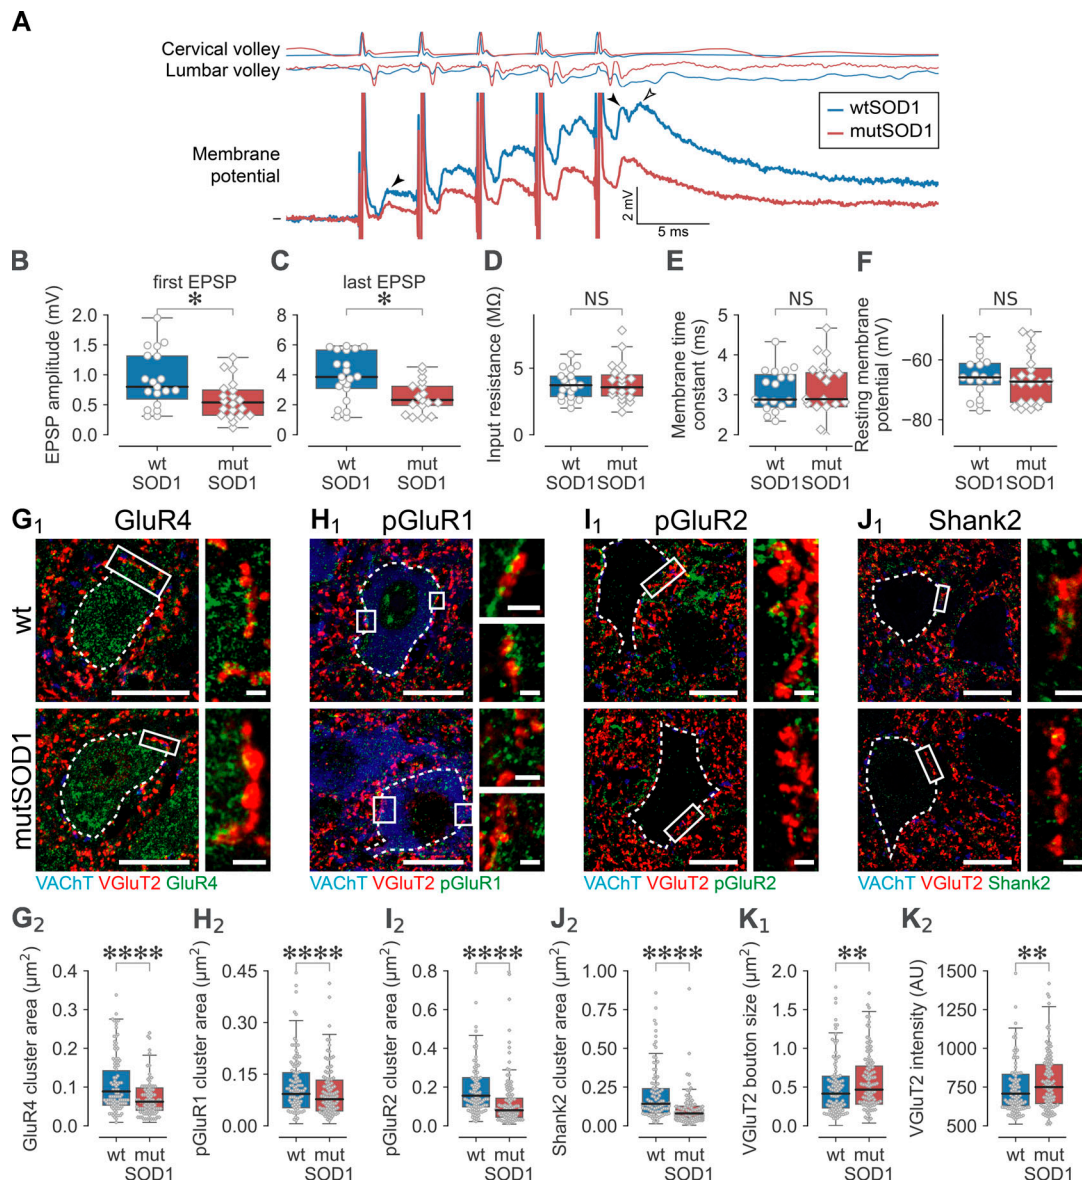 A
Cervical volley
Lumbar volley
Membrane
potential
wtSOD1
mutSOD1
2 mV
5 ms
B
first EPSP
*
EPSP amplitude (mV)
2.0
1.5
1.0
0.5
0.0
wt
mut
SOD1
SOD1
C
last EPSP
*
8
6
4
2
0
wt
mut
SOD1
SOD1
D
NS
Input resistance (MΩ)
5
0
wt
mut
SOD1
SOD1
E
NS
Membrane time
constant (ms)
5
4
3
2
wt
mut
SOD1
SOD1
F
NS
Resting membrane
potential (mV)
−60
−80
wt
mut
SOD1
SOD1
G1
GluR4
H1
pGluR1
I1
pGluR2
J1
Shank2
wt
mutSOD1
VAChT VGluT2 GluR4
VAChT VGluT2 pGluR1
VAChT VGluT2 pGluR2
VAChT VGluT2 Shank2
G2
****
GluR4 cluster area (μm²)
0.4
0.3
0.2
0.1
0.0
wt mut
SOD1
H2
****
pGluR1 cluster area (μm²)
0.45
0.30
0.15
0.00
wt mut
SOD1
I2
****
pGluR2 cluster area (μm²)
0.8
0.6
0.4
0.2
0.0
wt mut
SOD1
J2
****
Shank2 cluster area (μm²)
1.00
0.75
0.50
0.25
0.00
wt mut
SOD1
K1
**
VGluT2 bouton size (μm²)
2.0
1.5
1.0
0.5
0.0
wt mut
SOD1
K2
**
VGluT2 intensity (AU)
1500
1250
1000
750
500
wt mut
SOD1